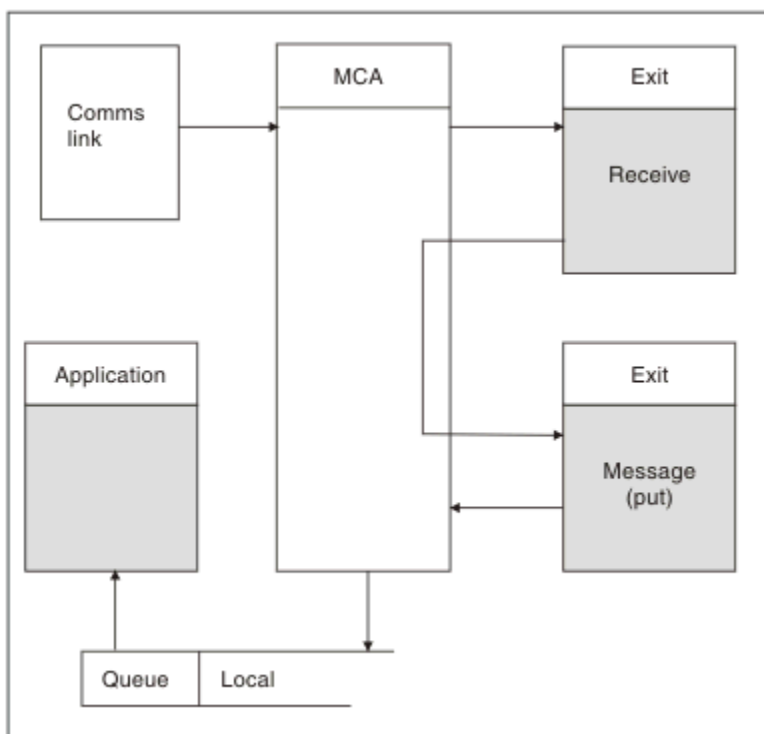 MCA
Exit
Comms
link
Receive
Application
Exit
Message
(put)
Queue
Local